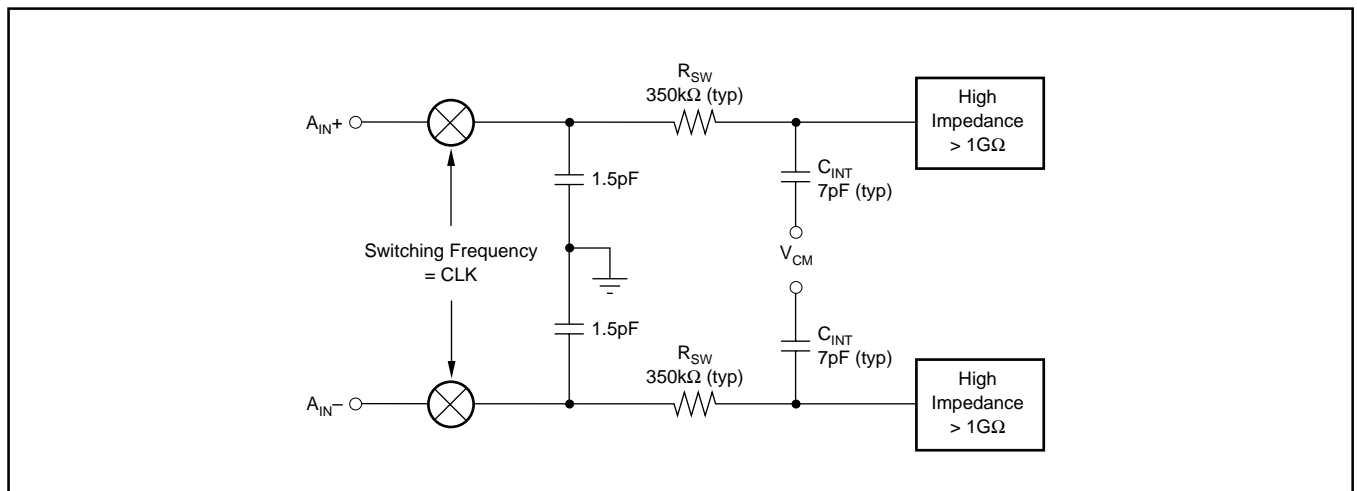 R_SW
350kΩ (typ)
High
Impedance
> 1GΩ
A_IN+
C_INT
7pF (typ)
1.5pF
V_CM
Switching Frequency
= CLK
1.5pF
C_INT
7pF (typ)
R_SW
350kΩ (typ)
High
Impedance
> 1GΩ
A_IN–